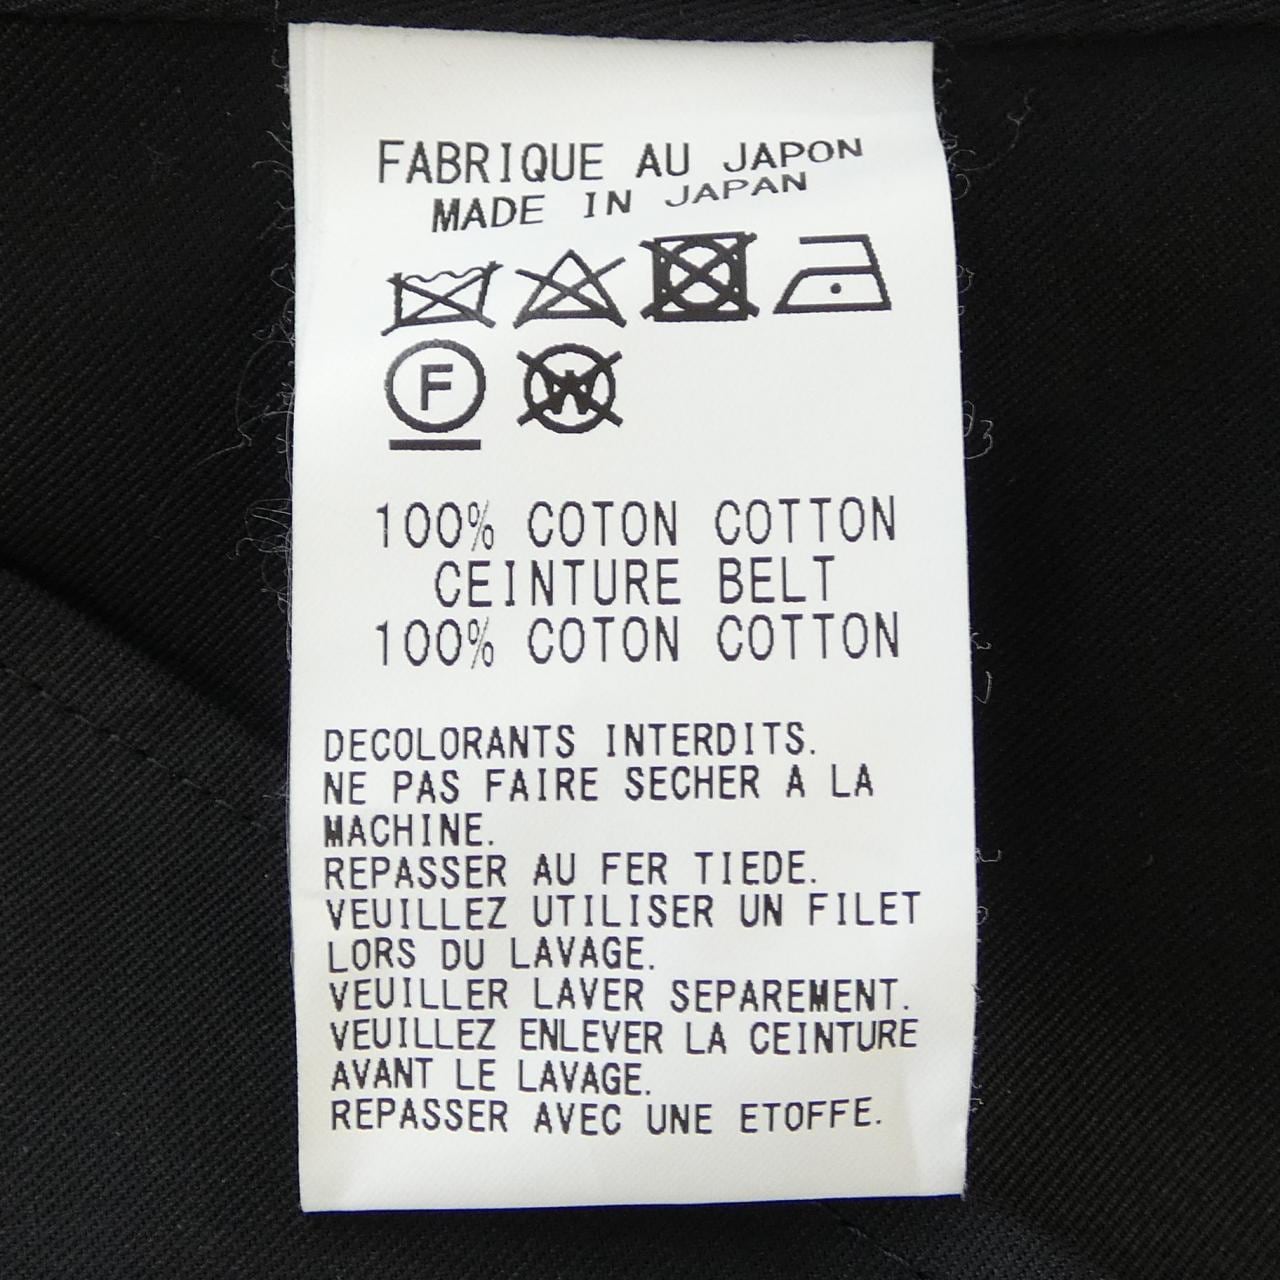 FABRIQUE AU JAPON
MADE IN JAPAN
F
W
100% COTON COTTON
CEINTURE BELT
100% COTON COTTON
DECOLORANTS INTERDITS.
NE PAS FAIRE SECHER A LA
MACHINE.
REPASSER AU FER TIEDE.
VEUILLEZ UTILISER UN FILET
LORS DU LAVAGE.
VEUILLER LAVER SEPAREMENT.
VEUILLEZ ENLEVER LA CEINTURE
AVANT LE LAVAGE.
REPASSER AVEC UNE ETOFFE.